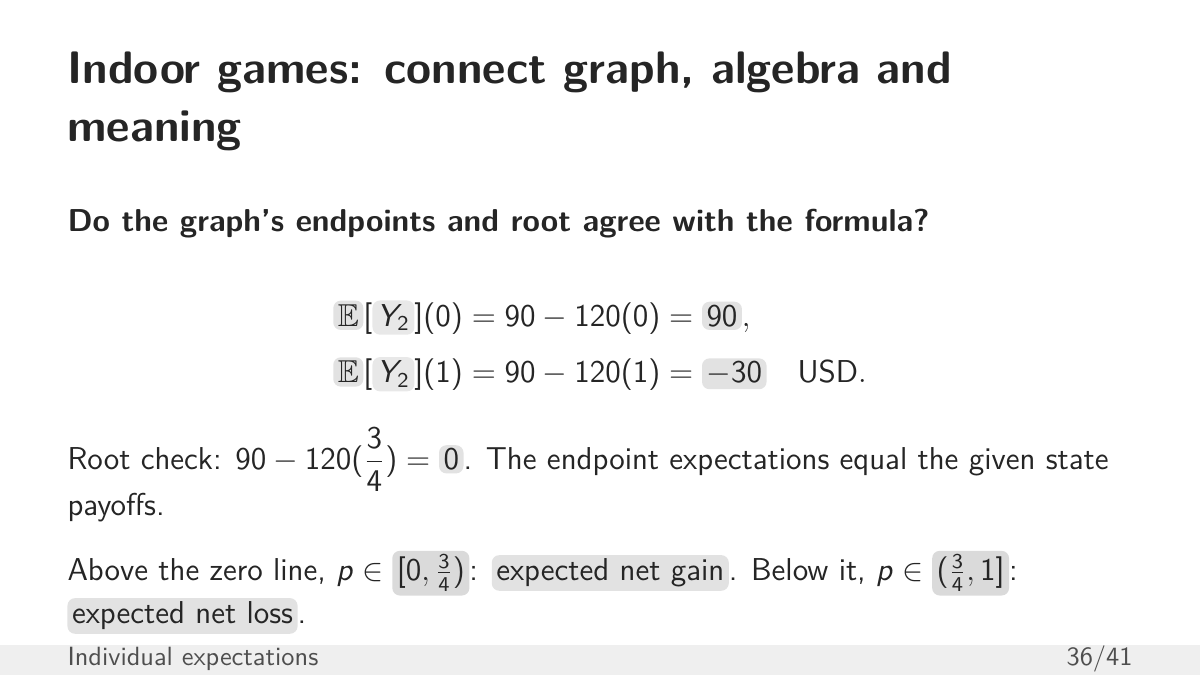 Indoor games: connect graph, algebra and
meaning
Do the graph's endpoints and root agree with the formula?
𝔼[Y₂](0) = 90 − 120(0) = 90,
𝔼[Y₂](1) = 90 − 120(1) = −30 USD.
Root check: 90 − 120(3/4) = 0. The endpoint expectations equal the given state
payoffs.
Above the zero line, p ∈ [0, 3/4): expected net gain. Below it, p ∈ (3/4, 1]:
expected net loss.
Individual expectations 36/41